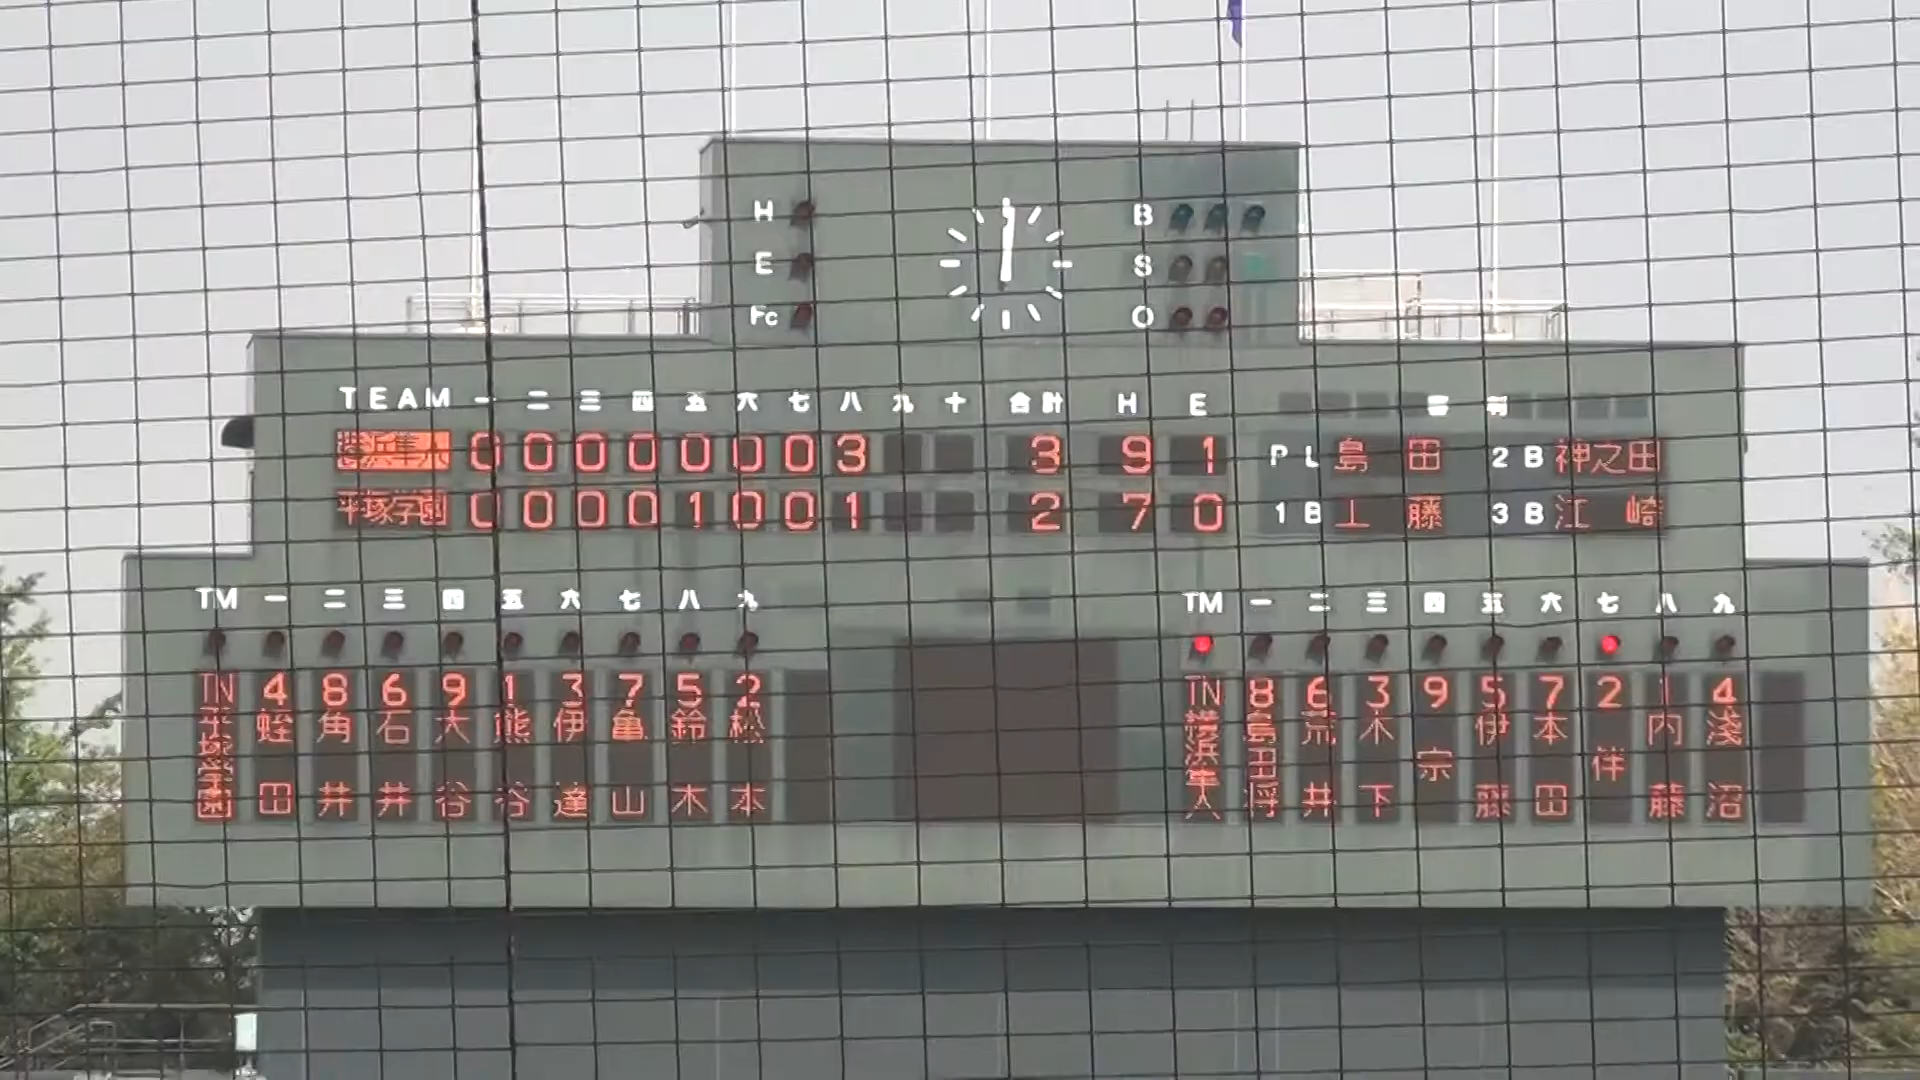 H B
E S
Fc O
TEAM 一 二 三 四 五 六 七 八 九 十 合計 H E 審判
横浜隼人 0 0 0 0 0 0 0 3 3 9 1 PL 島田 2B 神之田
平塚学園 0 0 0 0 1 0 0 1 2 7 0 1B 工藤 3B 江崎
TM 一 二 三 四 五 六 七 八 九
IN 4 8 6 9 1 3 7 5 2
平塚学園 蛭田 角井 石井 大谷 熊谷 伊達 亀山 鈴木 松本
TM 一 二 三 四 五 六 七 八 九
IN 8 6 3 9 5 7 2 1 4
横浜隼人 島田将 荒井 木下 宗 伊藤 本田 伴 内藤 淺沼